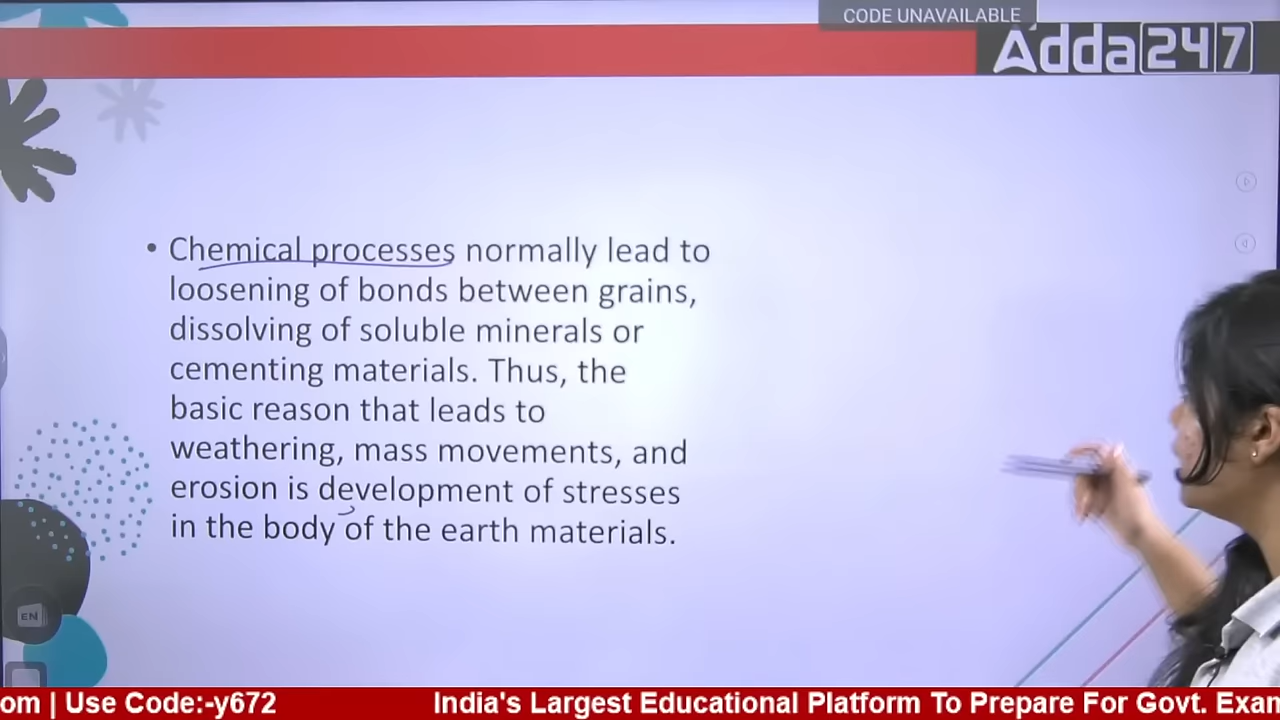 CODE UNAVAILABLE
Adda247
• Chemical processes normally lead to
loosening of bonds between grains,
dissolving of soluble minerals or
cementing materials. Thus, the
basic reason that leads to
weathering, mass movements, and
erosion is development of stresses
in the body of the earth materials.
EN
om | Use Code:-y672 India's Largest Educational Platform To Prepare For Govt. Exan